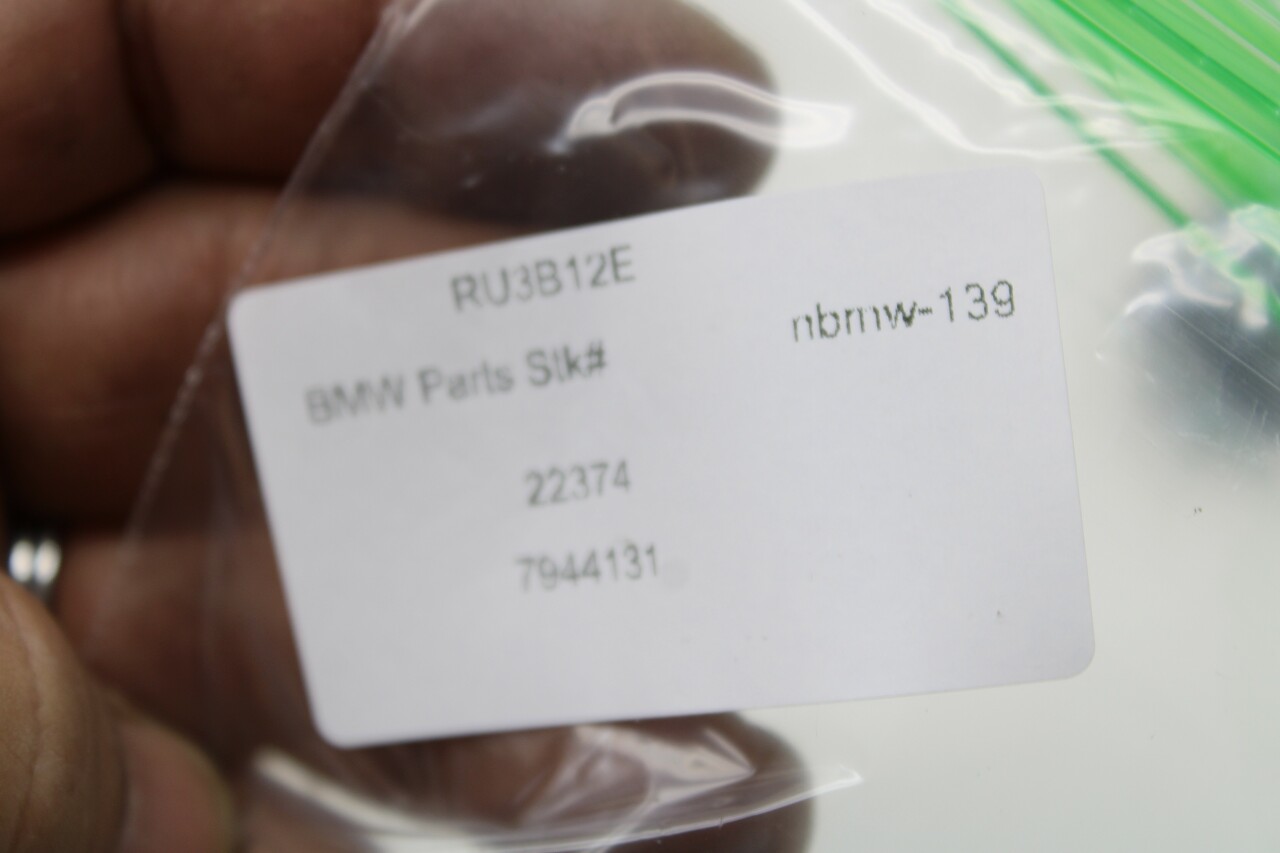 RU3B12E
nbmw-139
BMW Parts Stk#
22374
7944131